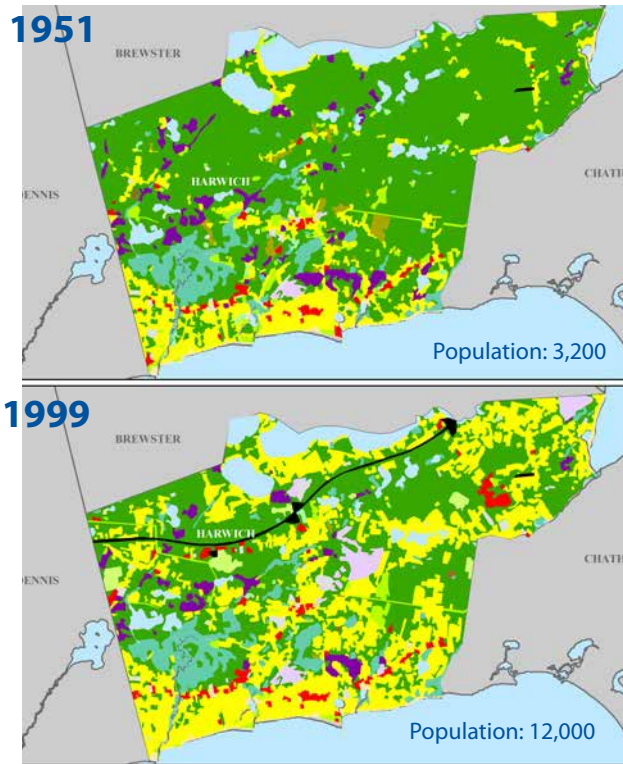 1951
BREWSTER
HARWICH
DENNIS
CHATH
Population: 3,200
1999
BREWSTER
HARWICH
DENNIS
CHATH
Population: 12,000